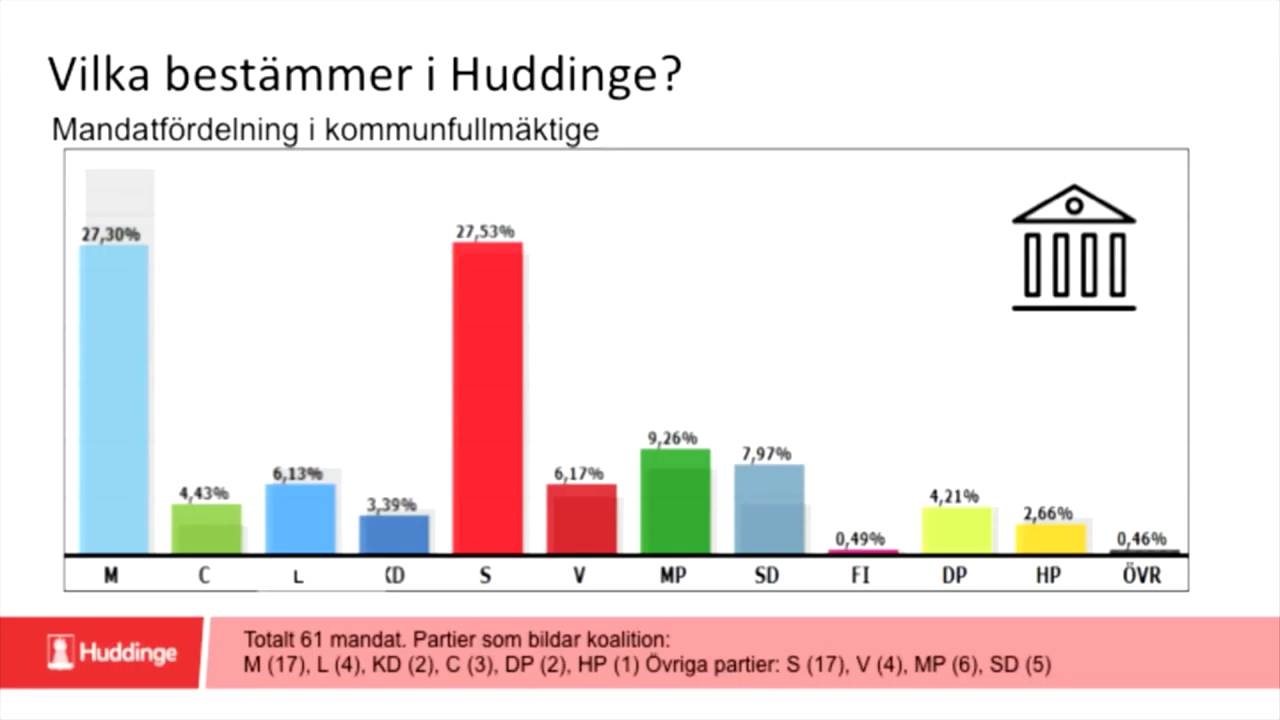 Vilka bestämmer i Huddinge?
Mandatfördelning i kommunfullmäktige
27,30% 4,43% 6,13% 3,39% 27,53% 6,17% 9,26% 7,97% 0,49% 4,21% 2,66% 0,46%
M C L KD S V MP SD FI DP HP ÖVR
Huddinge
Totalt 61 mandat. Partier som bildar koalition:
M (17), L (4), KD (2), C (3), DP (2), HP (1) Övriga partier: S (17), V (4), MP (6), SD (5)